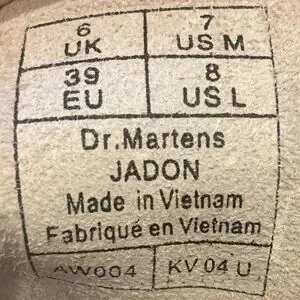 6 7
UK US M
39 8
EU US L
Dr.Martens
JADON
Made in Vietnam
Fabriqué en Vietnam
AW004 KV 04 U